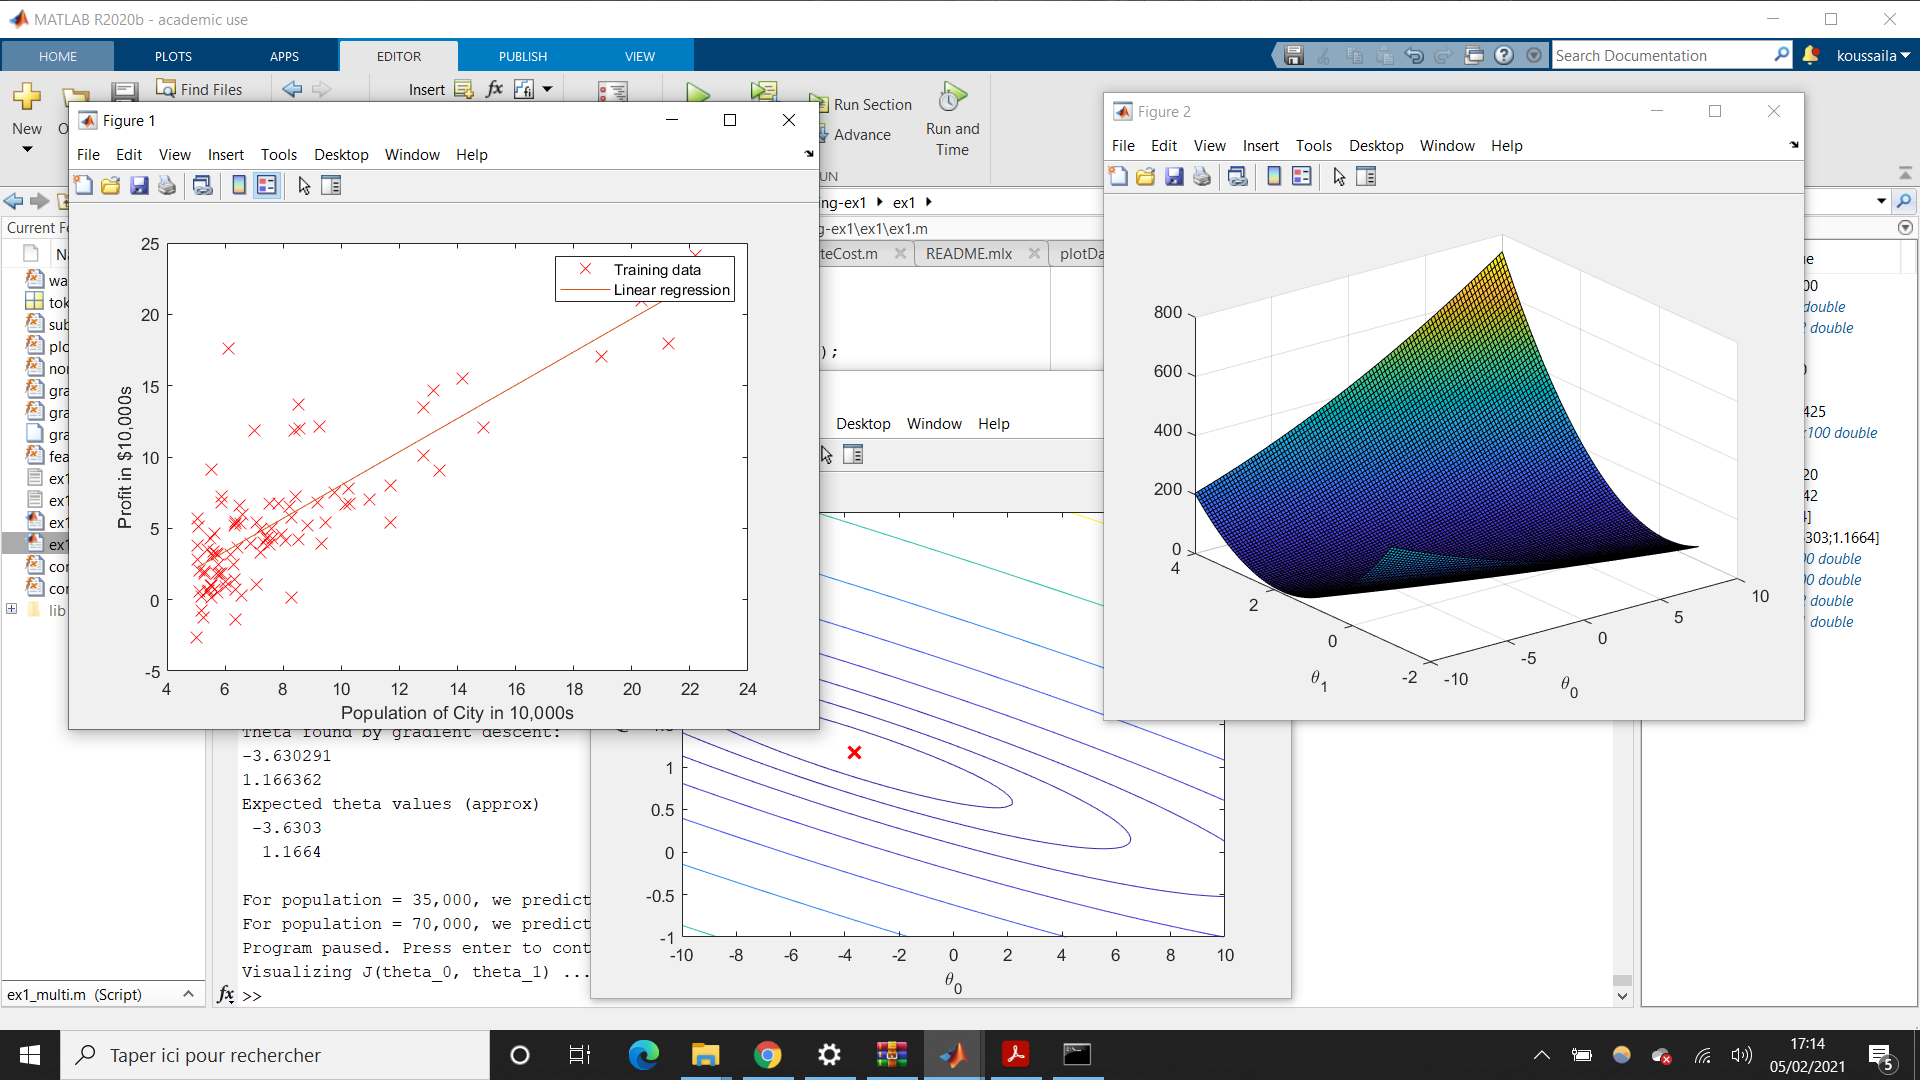 MATLAB R2020b - academic use
HOME PLOTS APPS EDITOR PUBLISH VIEW
Search Documentation
koussaila
New
Find Files
Insert
fx
Run Section
Advance
Run and Time
Figure 1
File Edit View Insert Tools Desktop Window Help
25
20
15
10
5
0
-5
4 6 8 10 12 14 16 18 20 22 24
Profit in $10,000s
Population of City in 10,000s
Training data
Linear regression
Figure 2
File Edit View Insert Tools Desktop Window Help
800
600
400
200
0
4
2
0
-2
-10
-5
0
5
10
θ1
θ0
ng-ex1 ex1
g-ex1\ex1\ex1.m
teCost.m README.mlx plotDa
);
Desktop Window Help
Current Fo
Na
wa
tok
sub
plo
nor
gra
gra
gra
fea
ex1
ex1
ex1
ex1
cor
cor
lib
ex1_multi.m (Script)
Theta found by gradient descent:
-3.630291
1.166362
Expected theta values (approx)
-3.6303
1.1664
For population = 35,000, we predict
For population = 70,000, we predict
Program paused. Press enter to cont
Visualizing J(theta_0, theta_1) ...
fx >>
1
0.5
0
-0.5
-1
-10 -8 -6 -4 -2 0 2 4 6 8 10
θ0
ue
00
double
double
425
x100 double
20
42
303;1.1664]
00 double
00 double
double
double
Taper ici pour rechercher
17:14
05/02/2021
5